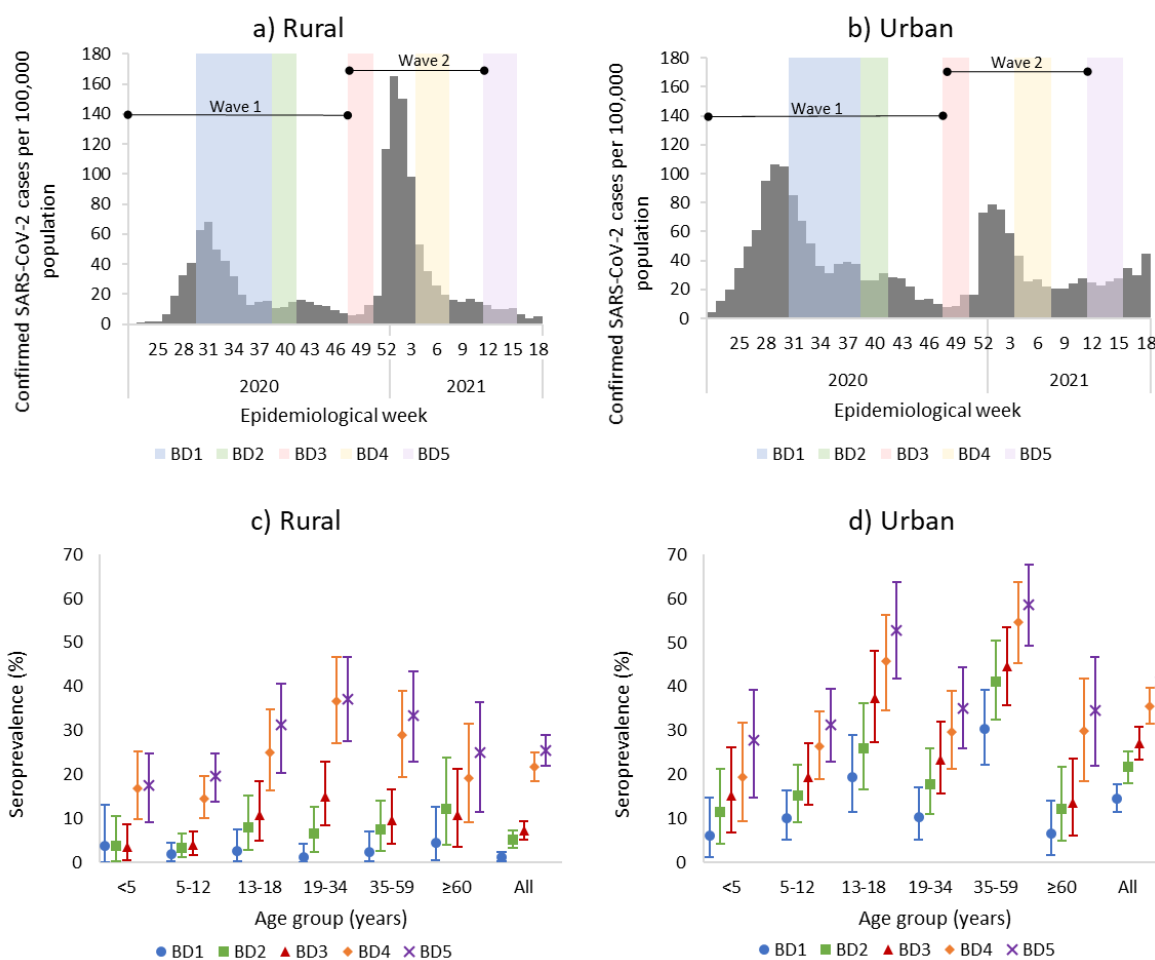 a) Rural
Confirmed SARS-CoV-2 cases per 100,000
population
180
160
140
120
100
80
60
40
20
0
Wave 1
Wave 2
25 28 31 34 37 40 43 46 49 52 3 6 9 12 15 18
2020 2021
Epidemiological week
BD1 BD2 BD3 BD4 BD5
b) Urban
Confirmed SARS-CoV-2 cases per 100,000
population
180
160
140
120
100
80
60
40
20
0
Wave 1
Wave 2
25 28 31 34 37 40 43 46 49 52 3 6 9 12 15 18
2020 2021
Epidemiological week
BD1 BD2 BD3 BD4 BD5
c) Rural
Seroprevalence (%)
70
60
50
40
30
20
10
0
<5 5-12 13-18 19-34 35-59 ≥60 All
Age group (years)
BD1 BD2 BD3 BD4 BD5
d) Urban
Seroprevalence (%)
70
60
50
40
30
20
10
0
<5 5-12 13-18 19-34 35-59 ≥60 All
Age group (years)
BD1 BD2 BD3 BD4 BD5